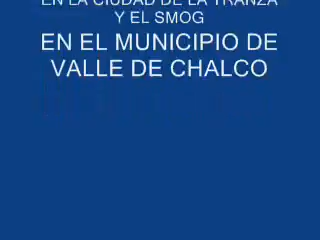 EN LA CIUDAD DE LA TRANZA
Y EL SMOG
EN EL MUNICIPIO DE
VALLE DE CHALCO